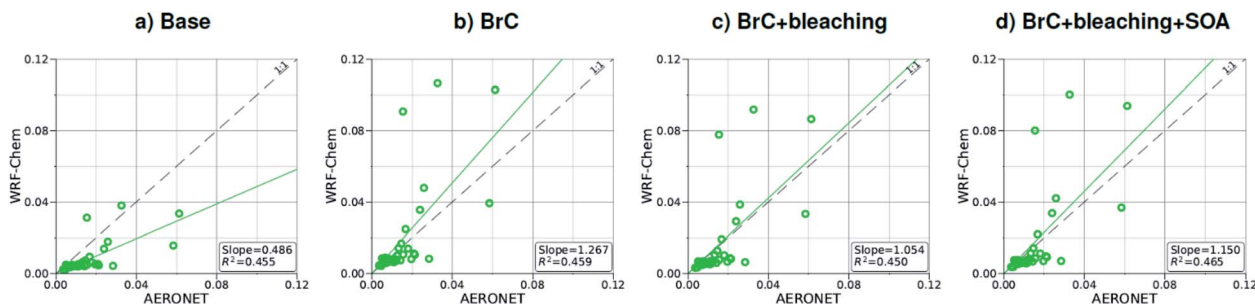 a) Base
b) BrC
c) BrC+bleaching
d) BrC+bleaching+SOA
0.12
0.08
0.04
0.00
WRF-Chem
1:1
Slope=0.486
R²=0.455
0.00
0.04
0.08
0.12
AERONET
0.12
0.08
0.04
0.00
WRF-Chem
1:1
Slope=1.267
R²=0.459
0.00
0.04
0.08
0.12
AERONET
0.12
0.08
0.04
0.00
WRF-Chem
1:1
Slope=1.054
R²=0.450
0.00
0.04
0.08
0.12
AERONET
0.12
0.08
0.04
0.00
WRF-Chem
1:1
Slope=1.150
R²=0.465
0.00
0.04
0.08
0.12
AERONET